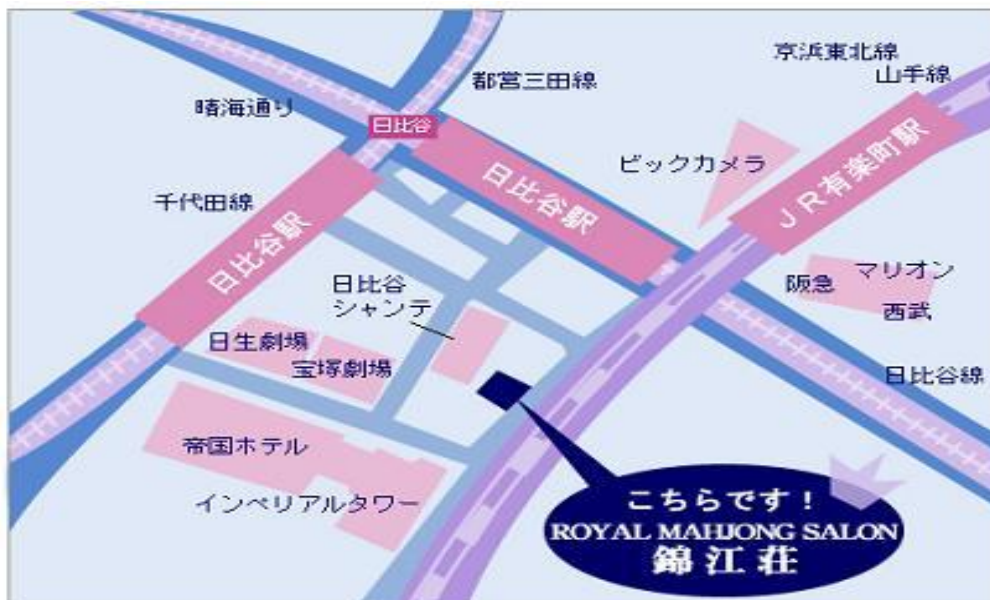 京浜東北線
山手線
都営三田線
晴海通り
日比谷
ビックカメラ
JR有楽町駅
日比谷駅
千代田線
日比谷駅
日比谷
シャンテ
阪急
マリオン
西武
日生劇場
宝塚劇場
日比谷線
帝国ホテル
インペリアルタワー
こちらです!
ROYAL MAHJONG SALON
錦江荘